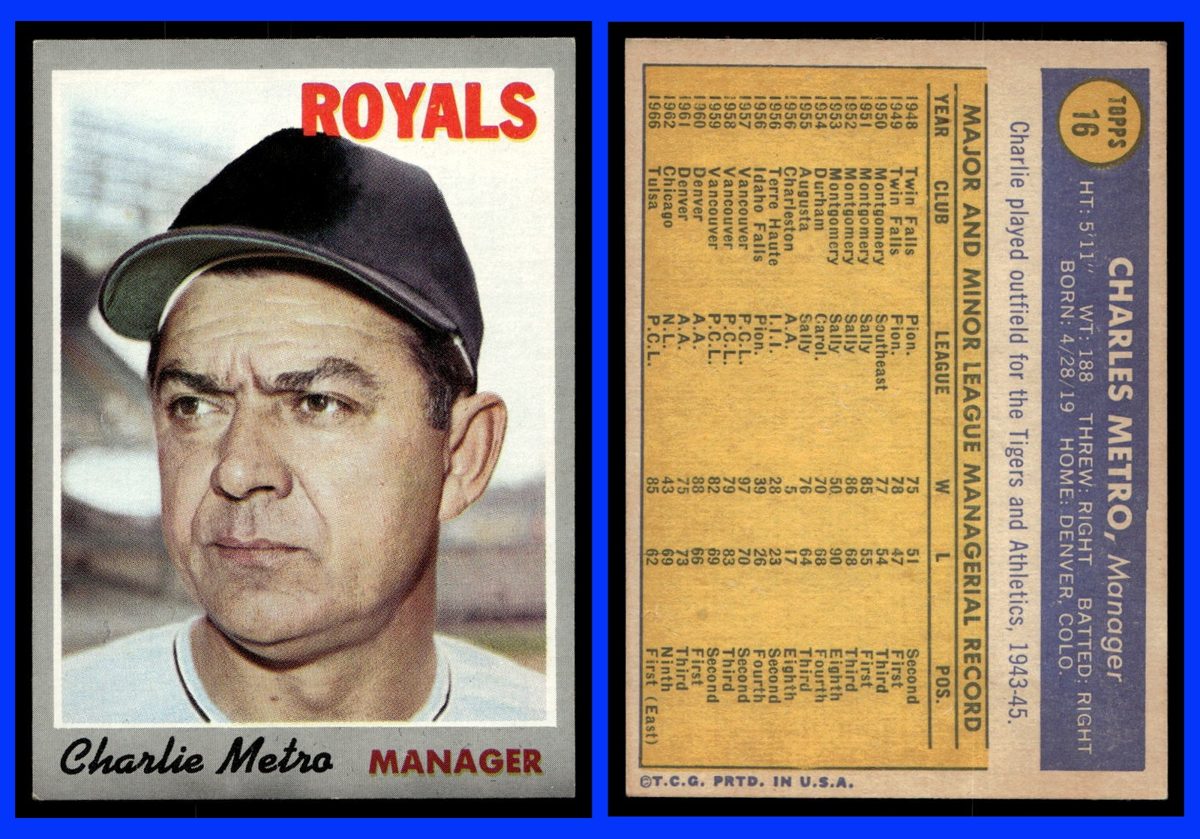 ROYALS
Charlie Metro MANAGER
TOPPS
16
CHARLES METRO, Manager
HT: 5'11" WT: 188 THREW: RIGHT BATTED: RIGHT
BORN: 4/28/19 HOME: DENVER, COLO.
Charlie played outfield for the Tigers and Athletics, 1943-45.
MAJOR AND MINOR LEAGUE MANAGERIAL RECORD
YEAR CLUB LEAGUE W L POS.
1948 Twin Falls Pion. 75 51 Second
1949 Twin Falls Pion. 78 47 First
1950 Montgomery Southeast 77 54 Third
1951 Montgomery Sally 85 55 Second
1952 Montgomery Sally 86 68 Third
1953 Montgomery Sally 50 90 Eighth
1954 Durham Carol. 70 68 Fourth
1955 Augusta Sally 76 64 Third
1956 Charleston A.A. 5 17 Eighth
1956 Terre Haute I.I.I. 28 23 Third
1956 Idaho Falls Pion. 39 26 Fourth
1957 Vancouver P.C.L. 97 70 Second
1958 Vancouver P.C.L. 79 83 Third
1959 Vancouver P.C.L. 82 69 Second
1960 Denver A.A. 88 66 First
1961 Denver A.A. 75 73 Third
1962 Chicago N.L. 43 69 Ninth
1966 Tulsa P.C.L. 85 62 First (East)
©T.C.G. PRTD. IN U.S.A.